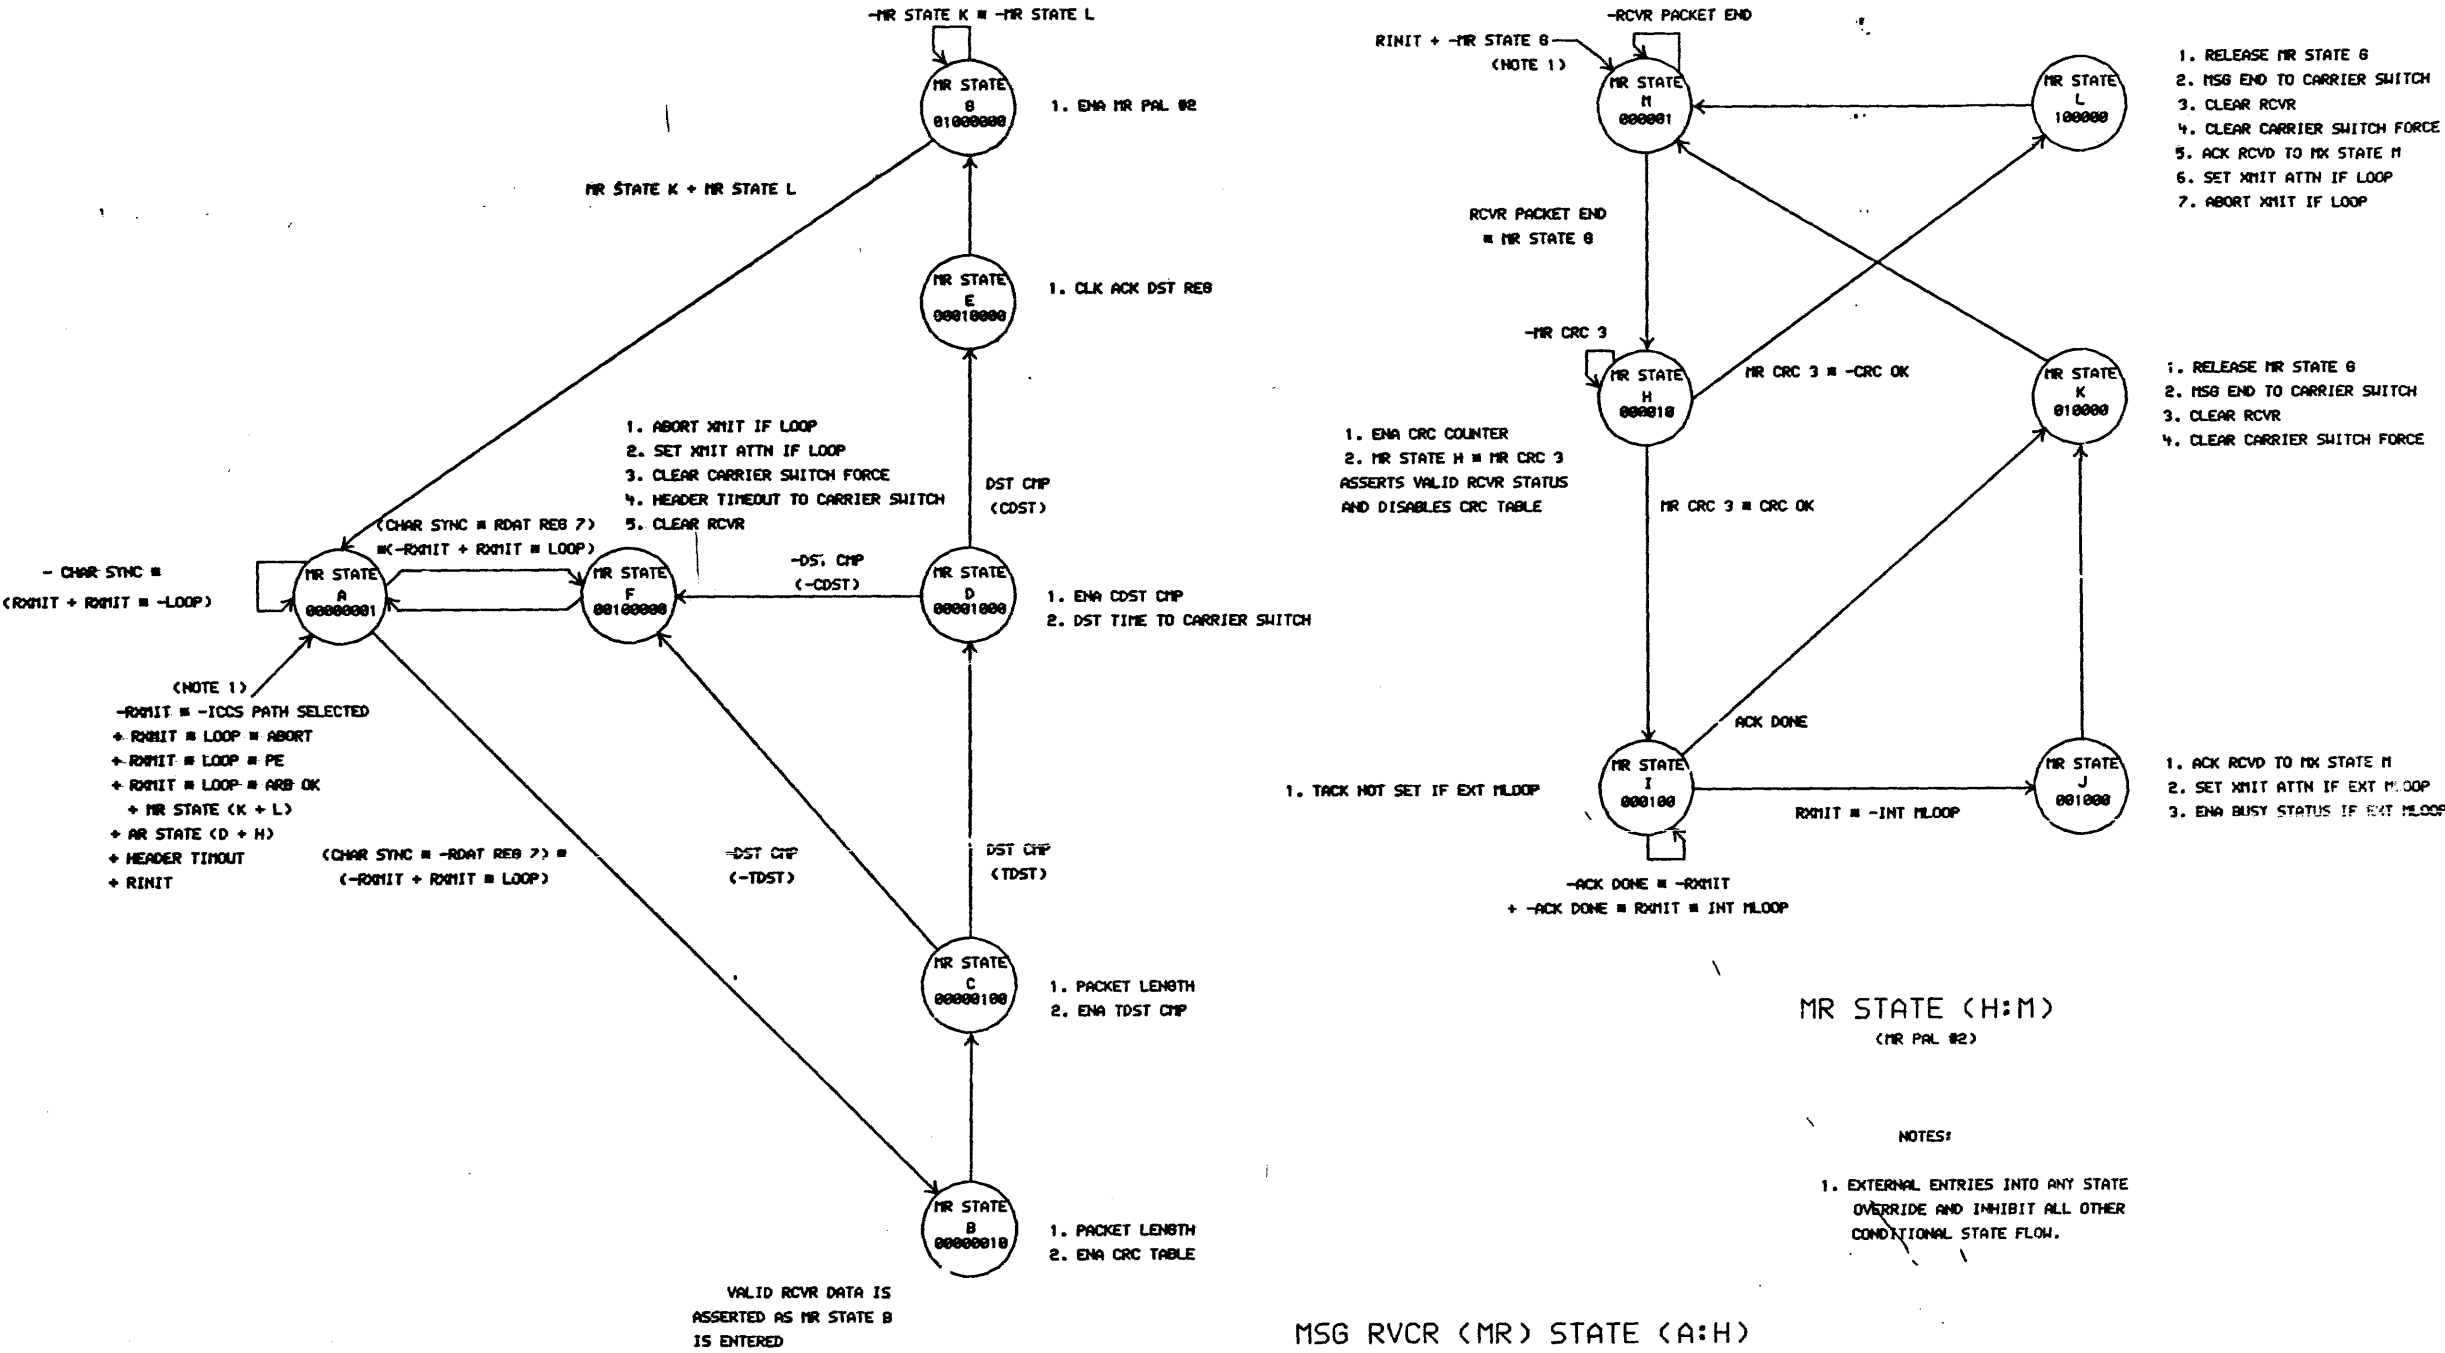 -MR STATE K * -MR STATE L
MR STATE
G
01000000
1. ENA MR PAL #2
MR STATE K + MR STATE L
MR STATE
E
00010000
1. CLK ACK DST REG
1. ABORT XMIT IF LOOP
2. SET XMIT ATTN IF LOOP
3. CLEAR CARRIER SWITCH FORCE
4. HEADER TIMEOUT TO CARRIER SWITCH
5. CLEAR RCVR
DST CMP
(CDST)
(CHAR SYNC * RDAT REG 7)
*(-RXMIT + RXMIT * LOOP)
- CHAR SYNC *
(RXMIT + RXMIT * -LOOP)
MR STATE
A
00000001
MR STATE
F
00100000
-DST CMP
(-CDST)
MR STATE
D
00001000
1. ENA CDST CMP
2. DST TIME TO CARRIER SWITCH
(NOTE 1)
-RXMIT * -ICCS PATH SELECTED
+ RXMIT * LOOP * ABORT
+ RXMIT * LOOP * PE
+ RXMIT * LOOP * ARB OK
+ MR STATE (K + L)
+ AR STATE (D + H)
+ HEADER TIMOUT
+ RINIT
(CHAR SYNC * -RDAT REG 7) *
(-RXMIT + RXMIT * LOOP)
-DST CMP
(-TDST)
DST CMP
(TDST)
MR STATE
C
00000100
1. PACKET LENGTH
2. ENA TDST CMP
MR STATE
B
00000010
1. PACKET LENGTH
2. ENA CRC TABLE
VALID RCVR DATA IS
ASSERTED AS MR STATE B
IS ENTERED
-RCVR PACKET END
RINIT + -MR STATE G
(NOTE 1)
MR STATE
M
000001
MR STATE
L
100000
1. RELEASE MR STATE G
2. MSG END TO CARRIER SWITCH
3. CLEAR RCVR
4. CLEAR CARRIER SWITCH FORCE
5. ACK RCVD TO MX STATE M
6. SET XMIT ATTN IF LOOP
7. ABORT XMIT IF LOOP
RCVR PACKET END
* MR STATE G
-MR CRC 3
MR STATE
H
000010
MR CRC 3 * -CRC OK
MR STATE
K
010000
1. RELEASE MR STATE G
2. MSG END TO CARRIER SWITCH
3. CLEAR RCVR
4. CLEAR CARRIER SWITCH FORCE
1. ENA CRC COUNTER
2. MR STATE H * MR CRC 3
ASSERTS VALID RCVR STATUS
AND DISABLES CRC TABLE
MR CRC 3 * CRC OK
ACK DONE
1. TACK NOT SET IF EXT MLOOP
MR STATE
I
000100
RXMIT * -INT MLOOP
MR STATE
J
001000
1. ACK RCVD TO MX STATE M
2. SET XMIT ATTN IF EXT MLOOP
3. ENA BUSY STATUS IF EXT MLOOP
-ACK DONE * -RXMIT
+ -ACK DONE * RXMIT * INT MLOOP
MR STATE (H:M)
(MR PAL #2)
NOTES:
1. EXTERNAL ENTRIES INTO ANY STATE
OVERRIDE AND INHIBIT ALL OTHER
CONDITIONAL STATE FLOW.
MSG RVCR (MR) STATE (A:H)